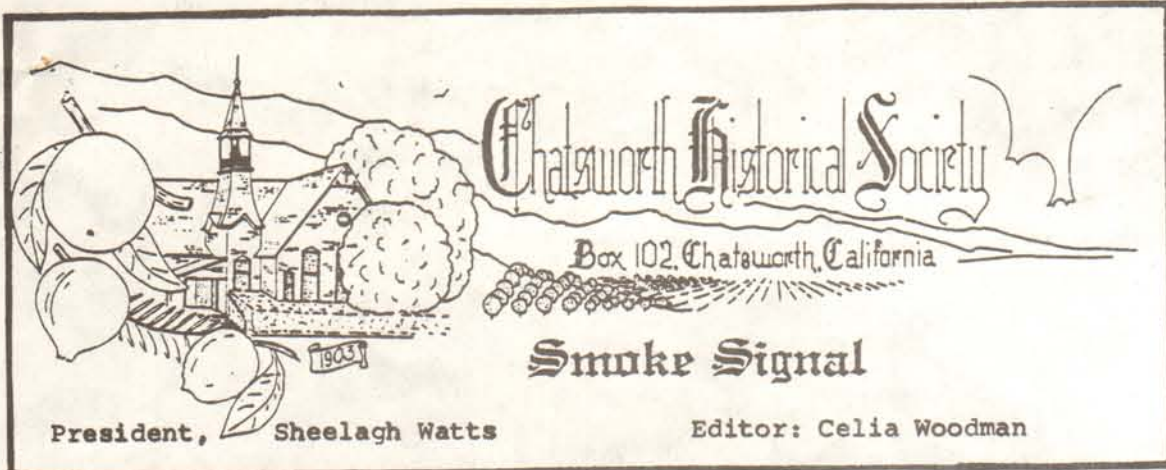 Chatsworth Historical Society
Box 102, Chatsworth, California
Smoke Signal
1903
President, Sheelagh Watts Editor: Celia Woodman